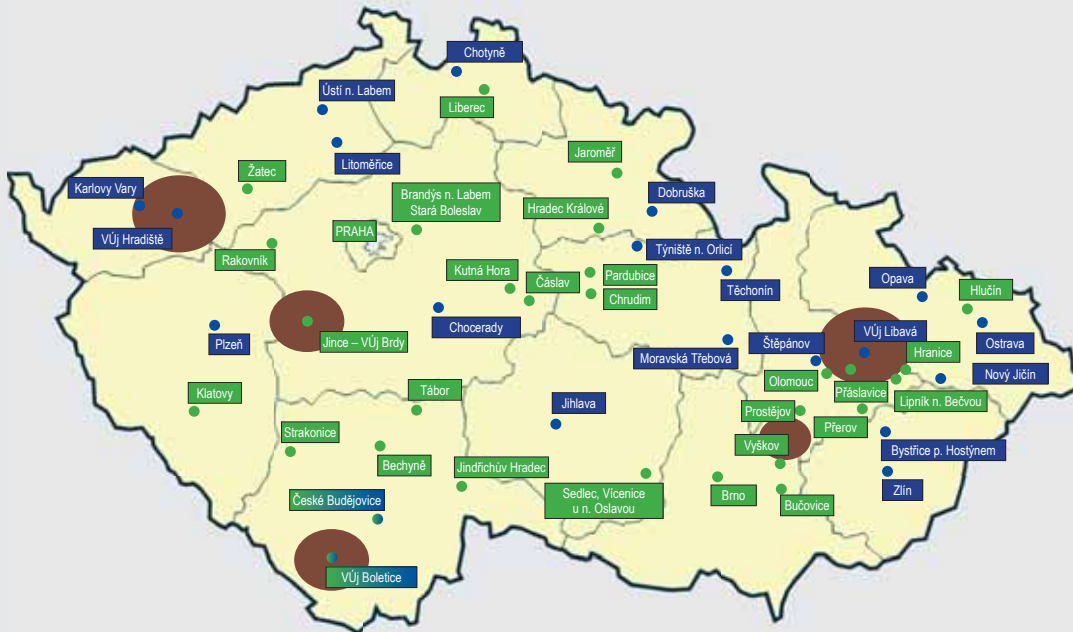 Chotyně
Ústí n. Labem
Liberec
Litoměřice
Jaroměř
Žatec
Karlovy Vary
Brandýs n. Labem
Stará Boleslav
Dobruška
Hradec Králové
VÚj Hradiště
PRAHA
Rakovník
Týniště n. Orlicí
Kutná Hora
Čáslav
Pardubice
Chrudim
Těchonín
Opava
Hlučín
Chocerady
Plzeň
Jince – VÚj Brdy
VÚj Libavá
Štěpánov
Ostrava
Moravská Třebová
Hranice
Olomouc
Nový Jičín
Klatovy
Tábor
Přáslavice
Lipník n. Bečvou
Jihlava
Prostějov
Přerov
Strakonice
Vyškov
Bystřice p. Hostýnem
Bechyně
Jindřichův Hradec
Sedlec, Vícenice
u n. Oslavou
Brno
Bučovice
Zlín
České Budějovice
VÚj Boletice